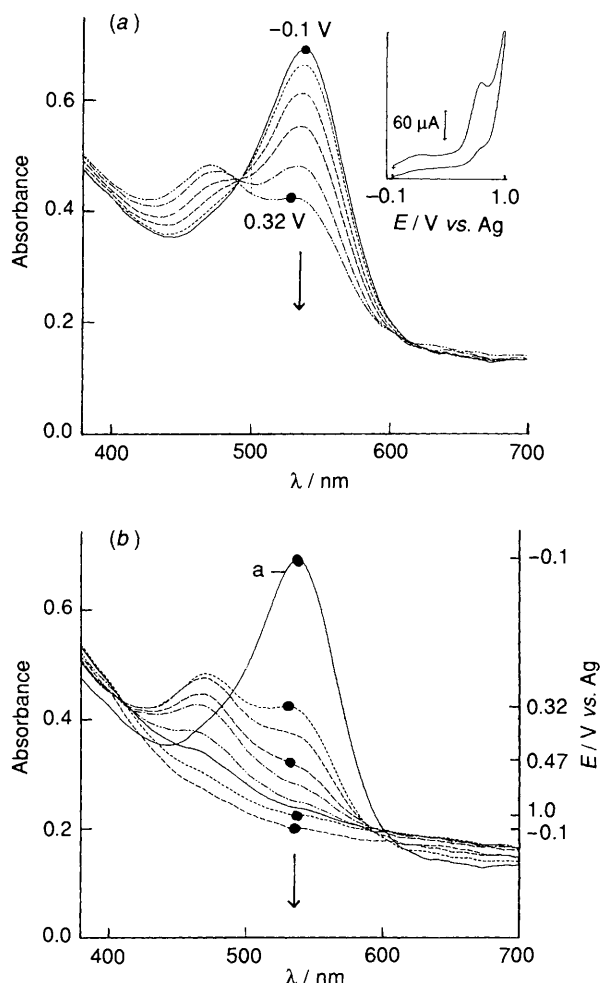 (a)
−0.1 V
0.6
0.4
0.2
0.0
Absorbance
0.32 V
400 500 600 700
λ / nm
60 μA
−0.1 1.0
E / V vs. Ag
(b)
a
0.6
0.4
0.2
0.0
Absorbance
400 500 600 700
λ / nm
−0.1
0.32
0.47
1.0
−0.1
E / V vs. Ag